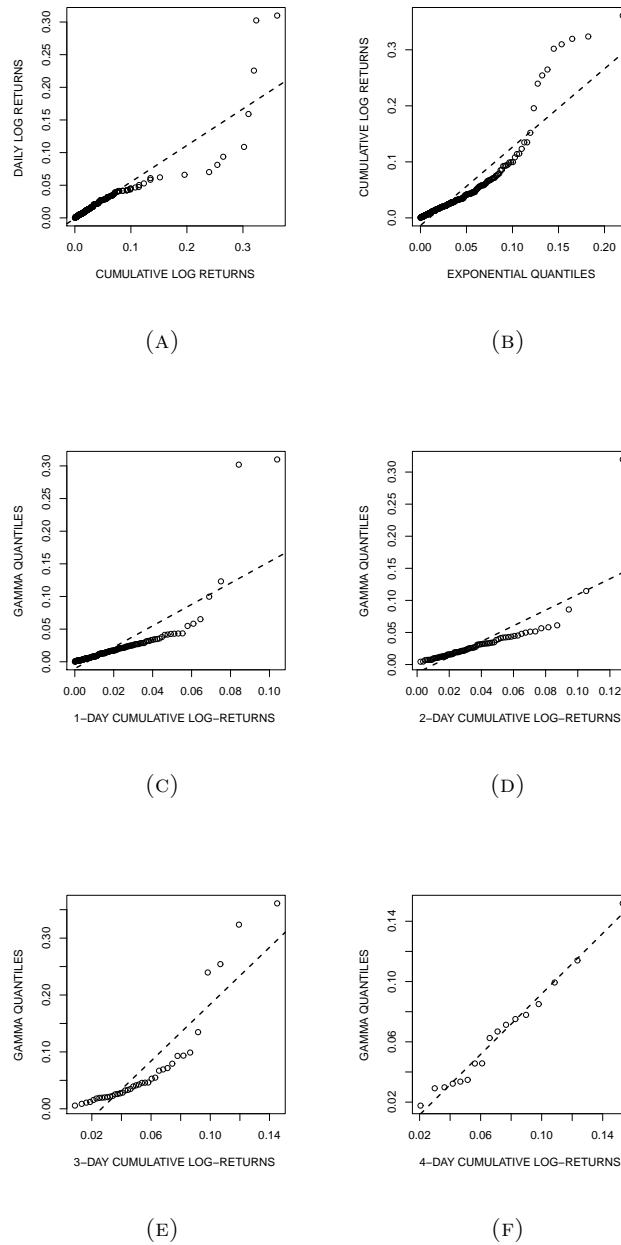 DAILY LOG RETURNS
0.00 0.05 0.10 0.15 0.20 0.25 0.30
0.0 0.1 0.2 0.3
CUMULATIVE LOG RETURNS
(A)
CUMULATIVE LOG RETURNS
0.0 0.1 0.2 0.3
0.00 0.05 0.10 0.15 0.20
EXPONENTIAL QUANTILES
(B)
GAMMA QUANTILES
0.00 0.05 0.10 0.15 0.20 0.25 0.30
0.00 0.02 0.04 0.06 0.08 0.10
1−DAY CUMULATIVE LOG−RETURNS
(C)
GAMMA QUANTILES
0.00 0.05 0.10 0.15 0.20 0.25 0.30
0.00 0.02 0.04 0.06 0.08 0.10 0.12
2−DAY CUMULATIVE LOG−RETURNS
(D)
GAMMA QUANTILES
0.00 0.10 0.20 0.30
0.02 0.06 0.10 0.14
3−DAY CUMULATIVE LOG−RETURNS
(E)
GAMMA QUANTILES
0.02 0.06 0.10 0.14
0.02 0.06 0.10 0.14
4−DAY CUMULATIVE LOG−RETURNS
(F)